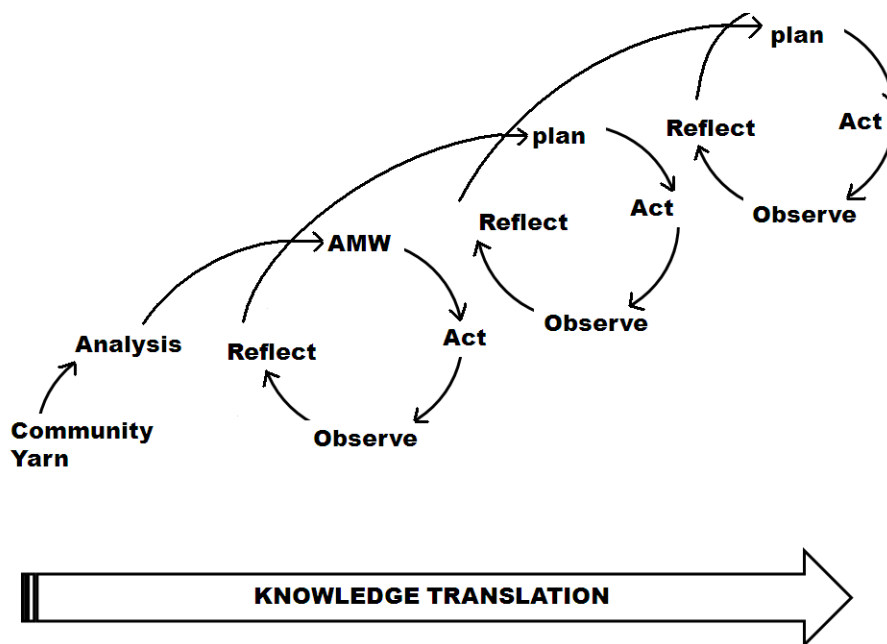 plan
Reflect
Act
Observe
plan
Reflect
Act
Observe
AMW
Analysis
Reflect
Act
Observe
Community
Yarn
KNOWLEDGE TRANSLATION